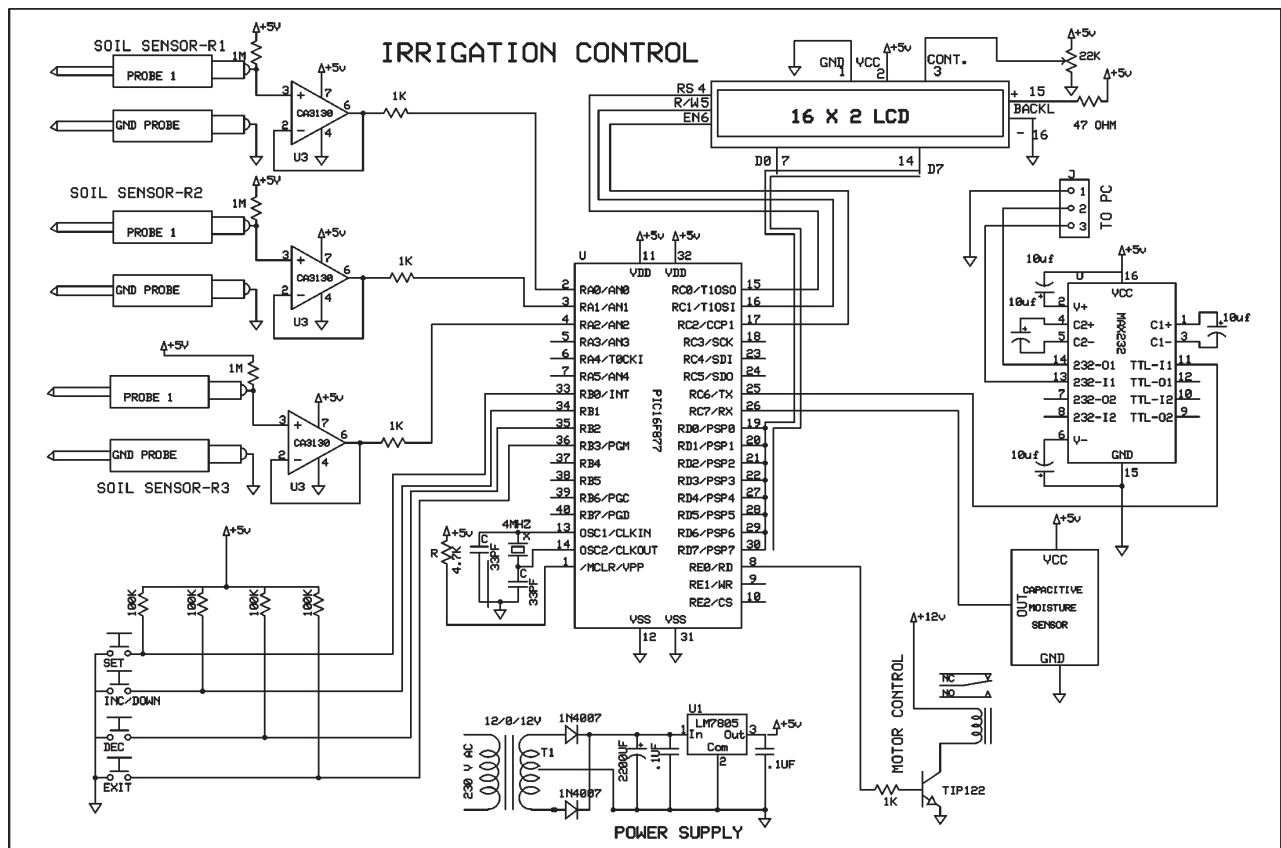 IRRIGATION CONTROL
SOIL SENSOR-R1
+5v
1M
PROBE 1
GND PROBE
+5v
3
+
7
CA3130
6
2
-
4
U3
1K
SOIL SENSOR-R2
+5V
1M
PROBE 1
GND PROBE
+5v
3
+
7
CA3130
6
2
-
4
U3
1K
+5V
1M
PROBE 1
GND PROBE
SOIL SENSOR-R3
+5v
3
+
7
CA3130
6
2
-
4
U3
1K
GND
1
VCC
2
+5v
CONT.
3
22K
RS 4
R/W5
EN6
16 X 2 LCD
+ 15
BACKL
- 16
+5v
47 OHM
D0 7
14
D7
J
1
2
3
TO PC
U
+5v
11
VDD
+5v
32
VDD
PIC16F877
2 RA0/AN0
3 RA1/AN1
4 RA2/AN2
5 RA3/AN3
6 RA4/T0CKI
7 RA5/AN4
33 RB0/INT
34 RB1
35 RB2
36 RB3/PGM
37 RB4
38 RB5
39 RB6/PGC
40 RB7/PGD
13 OSC1/CLKIN
14 OSC2/CLKOUT
1 /MCLR/VPP
RC0/T1OSO 15
RC1/T1OSI 16
RC2/CCP1 17
RC3/SCK 18
RC4/SDI 23
RC5/SDO 24
RC6/TX 25
RC7/RX 26
RD0/PSP0 19
RD1/PSP1 20
RD2/PSP2 21
RD3/PSP3 22
RD4/PSP4 27
RD5/PSP5 28
RD6/PSP6 29
RD7/PSP7 30
RE0/RD 8
RE1/WR 9
RE2/CS 10
VSS
12
VSS
31
+5v
R
4.7K
C
33PF
4MHZ
X
C
33PF
U
+5v
16
VCC
MAX232
10uf
10uf
10uf
10uf
2 V+
4 C2+
5 C2-
14 232-O1
13 232-I1
7 232-O2
8 232-I2
6 V-
C1+ 1
C1- 3
TTL-I1 11
TTL-O1 12
TTL-I2 10
TTL-O2 9
GND
15
+5v
VCC
OUT
CAPACITIVE
MOISTURE
SENSOR
GND
+5v
100K
100K
100K
100K
SET
INC/DOWN
DEC
EXIT
230 V AC
12/0/12V
T1
1N4007
1N4007
2200UF
.1UF
U1
LM7805
1
In
Out
3
Com
2
+5v
.1UF
POWER SUPPLY
MOTOR CONTROL
+12v
NC
NO
1K
TIP122